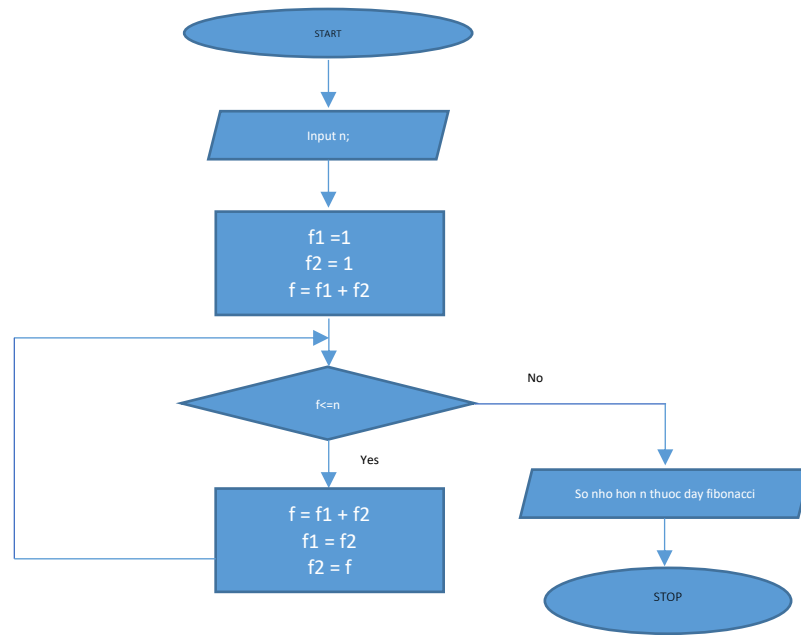 START
Input n;
f1 =1
f2 = 1
f = f1 + f2
No
f<=n
Yes
f = f1 + f2
f1 = f2
f2 = f
So nho hon n thuoc day fibonacci
STOP